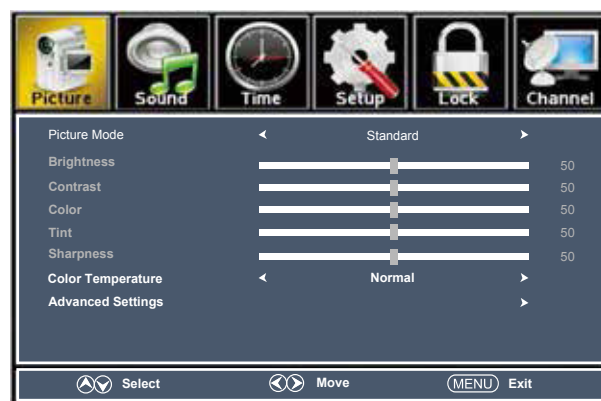 Picture Sound Time Setup Lock Channel
Picture Mode Standard
Brightness 50
Contrast 50
Color 50
Tint 50
Sharpness 50
Color Temperature Normal
Advanced Settings
Select Move MENU Exit